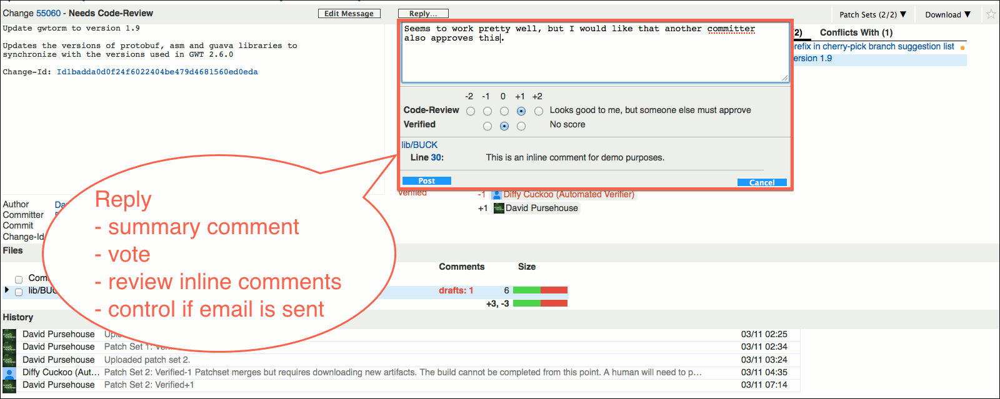 Change 55060 - Needs Code-Review
Edit Message
Reply...
Patch Sets (2/2) ▼
Download ▼
Update gwtorm to version 1.9
Updates the versions of protobuf, asm and guava libraries to
synchronize with the versions used in GWT 2.6.0
Change-Id: Id1badda0d0f24f6022404be479d4681560ed0eda
Seems to work pretty well, but I would like that another committer
also approves this.
2)
Conflicts With (1)
refix in cherry-pick branch suggestion list
ersion 1.9
-2 -1 0 +1 +2
Code-Review Looks good to me, but someone else must approve
Verified No score
lib/BUCK
Line 30: This is an inline comment for demo purposes.
Post
Cancel
Verified -1 Diffy Cuckoo (Automated Verifier)
+1 David Pursehouse
Reply
- summary comment
- vote
- review inline comments
- control if email is sent
Author Da
Committer
Commit
Change-Id
Files
Comments Size
Com
lib/BUC drafts: 1 6
+3, -3
History
David Pursehouse Uplo 03/11 02:25
David Pursehouse Patch Set 1: 03/11 02:34
David Pursehouse Uploaded patch set 2. 03/11 03:24
Diffy Cuckoo (Aut... Patch Set 2: Verified-1 Patchset merges but requires downloading new artifacts. The build cannot be completed from this point. A human will need to p... 03/11 04:35
David Pursehouse Patch Set 2: Verified+1 03/11 07:14